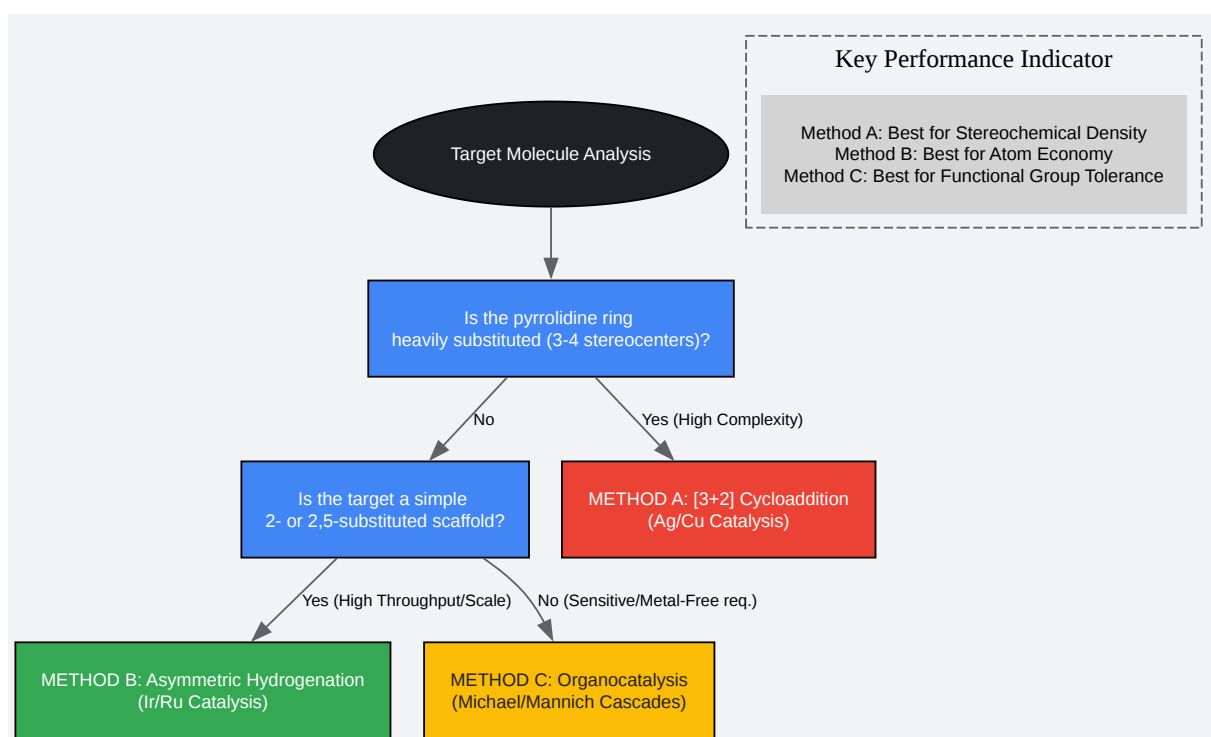 Key Performance Indicator
Method A: Best for Stereochemical Density
Method B: Best for Atom Economy
Method C: Best for Functional Group Tolerance
Target Molecule Analysis
Is the pyrrolidine ring
heavily substituted (3-4 stereocenters)?
No
Yes (High Complexity)
Is the target a simple
2- or 2,5-substituted scaffold?
METHOD A: [3+2] Cycloaddition
(Ag/Cu Catalysis)
Yes (High Throughput/Scale)
No (Sensitive/Metal-Free req.)
METHOD B: Asymmetric Hydrogenation
(Ir/Ru Catalysis)
METHOD C: Organocatalysis
(Michael/Mannich Cascades)